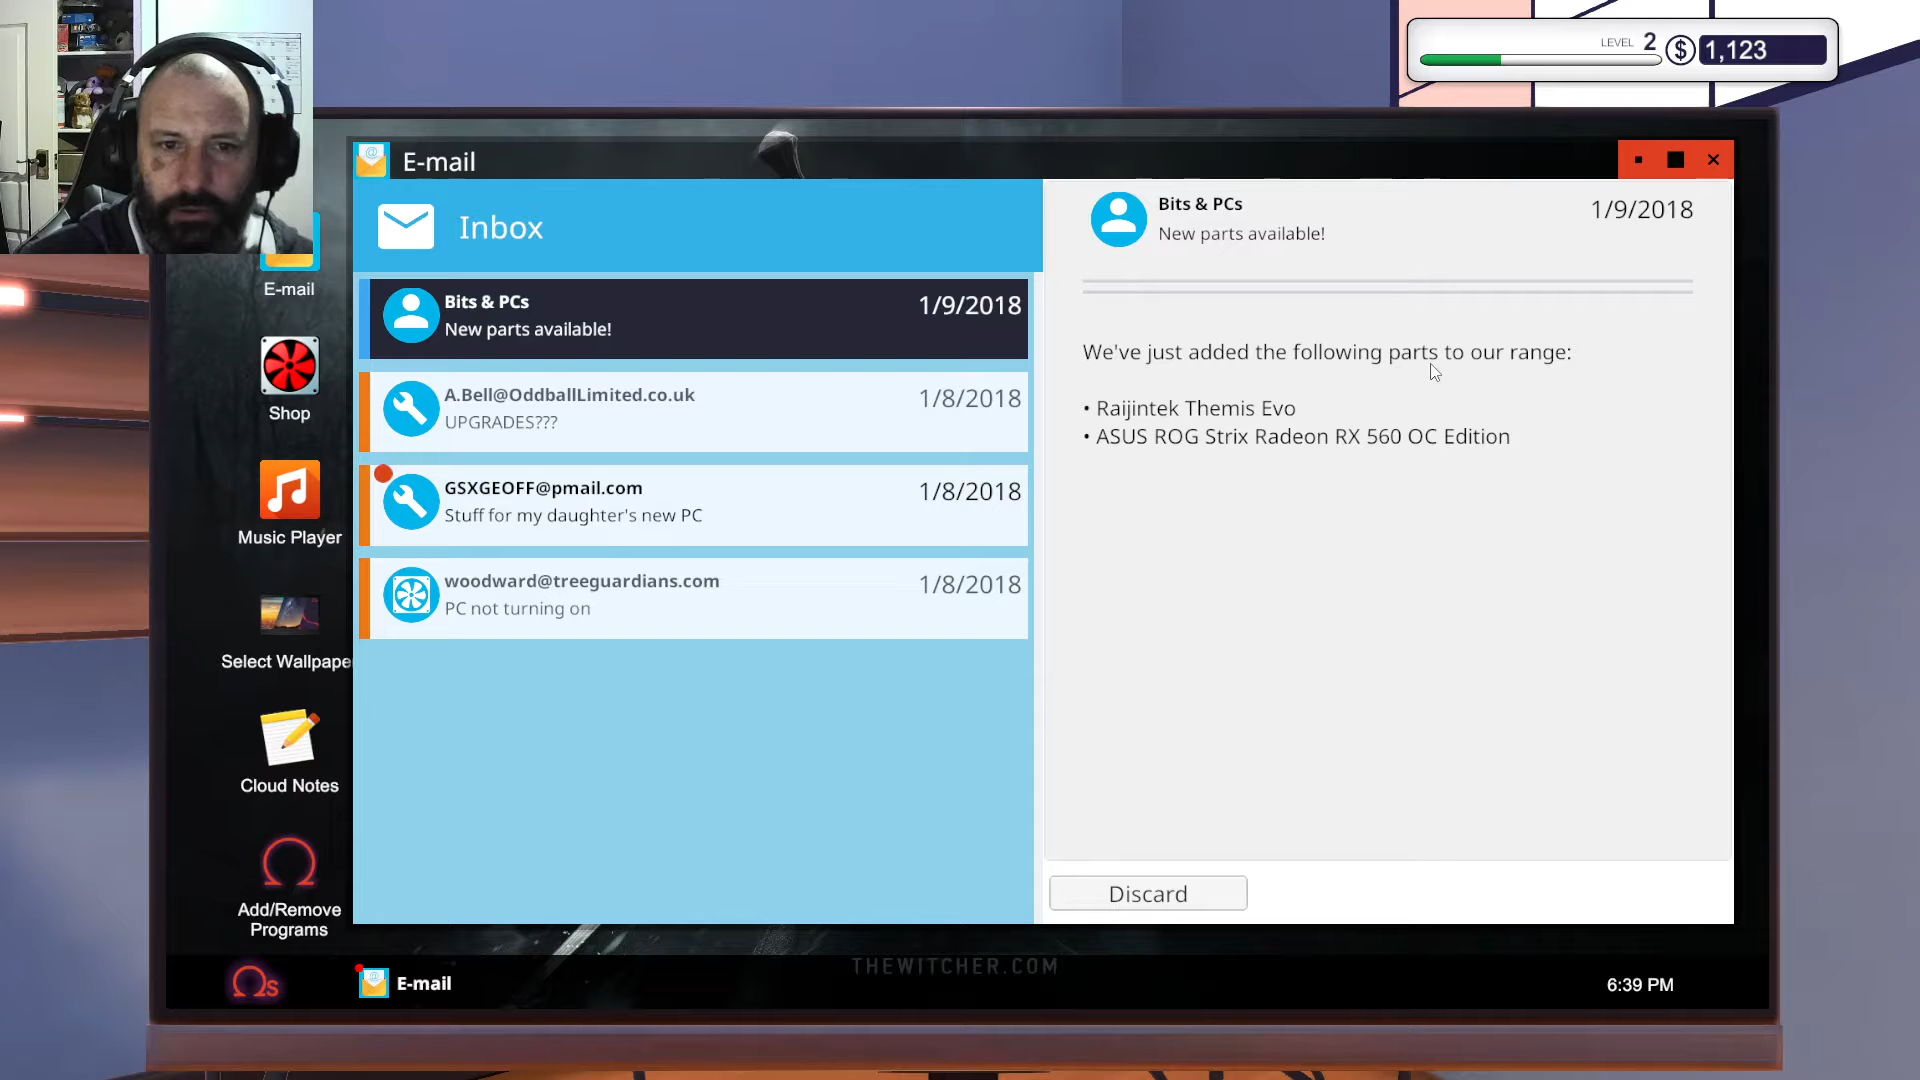 LEVEL 2 $ 1,123
E-mail
Inbox
Bits & PCs
New parts available!
1/9/2018
A.Bell@OddballLimited.co.uk
UPGRADES???
1/8/2018
GSXGEOFF@pmail.com
Stuff for my daughter's new PC
1/8/2018
woodward@treeguardians.com
PC not turning on
1/8/2018
Bits & PCs
New parts available!
1/9/2018
We've just added the following parts to our range:
• Raijintek Themis Evo
• ASUS ROG Strix Radeon RX 560 OC Edition
Discard
E-mail
Shop
Music Player
Select Wallpape
Cloud Notes
Add/Remove
Programs
THEWITCHER.COM
Ωs
E-mail
6:39 PM